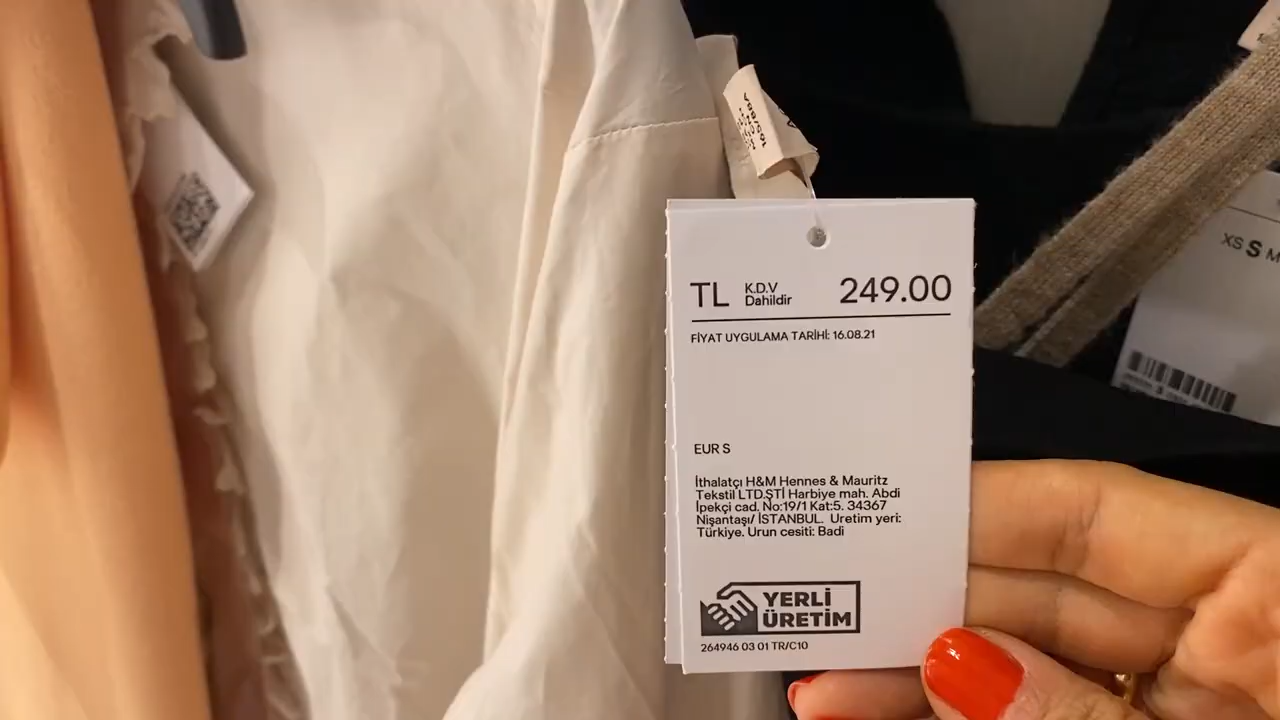 TL K.D.V Dahildir 249.00
FİYAT UYGULAMA TARİHİ: 16.08.21
EUR S
İthalatçı H&M Hennes & Mauritz
Tekstil LTD.ŞTİ Harbiye mah. Abdi
İpekçi cad. No:19/1 Kat:5. 34367
Nişantaşı/ İSTANBUL. Uretim yeri:
Türkiye. Urun cesiti: Badi
YERLİ
ÜRETİM
264946 03 01 TR/C10
165/88A
XS S M